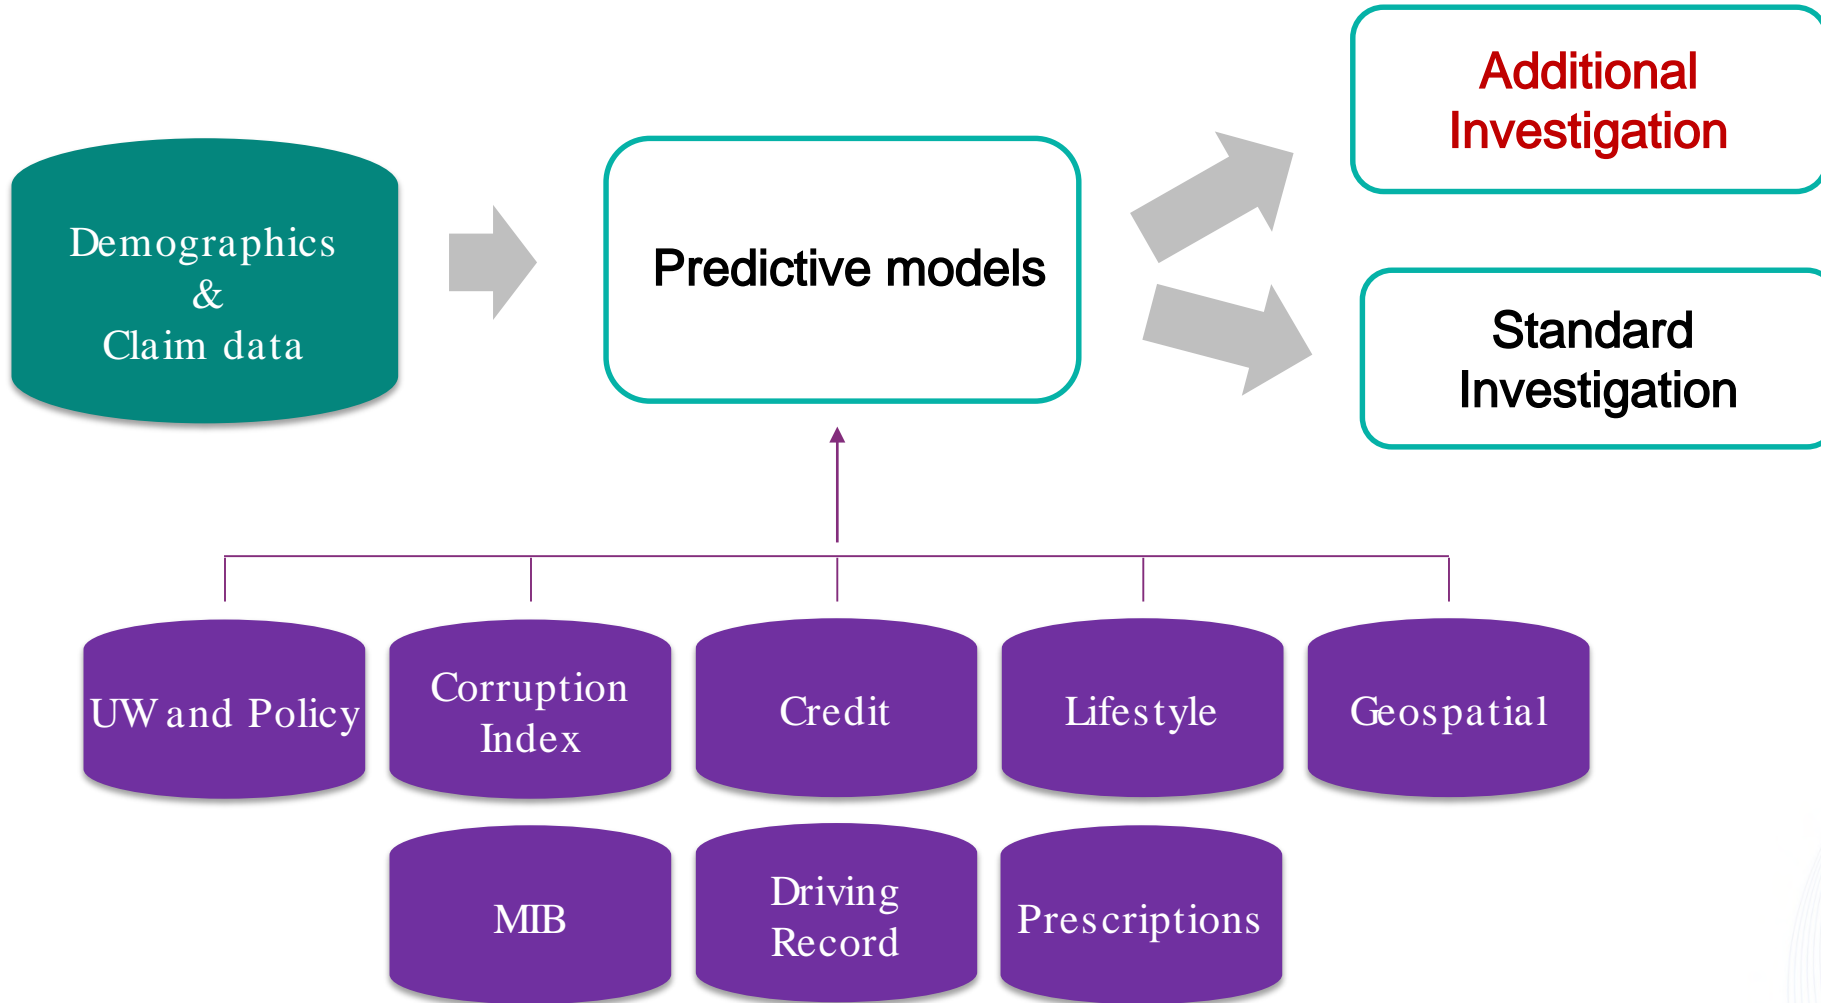 Additional
Investigation
Demographics
&
Claim data
Predictive models
Standard
Investigation
UW and Policy
Corruption
Index
Credit
Lifestyle
Geospatial
MIB
Driving
Record
Prescriptions